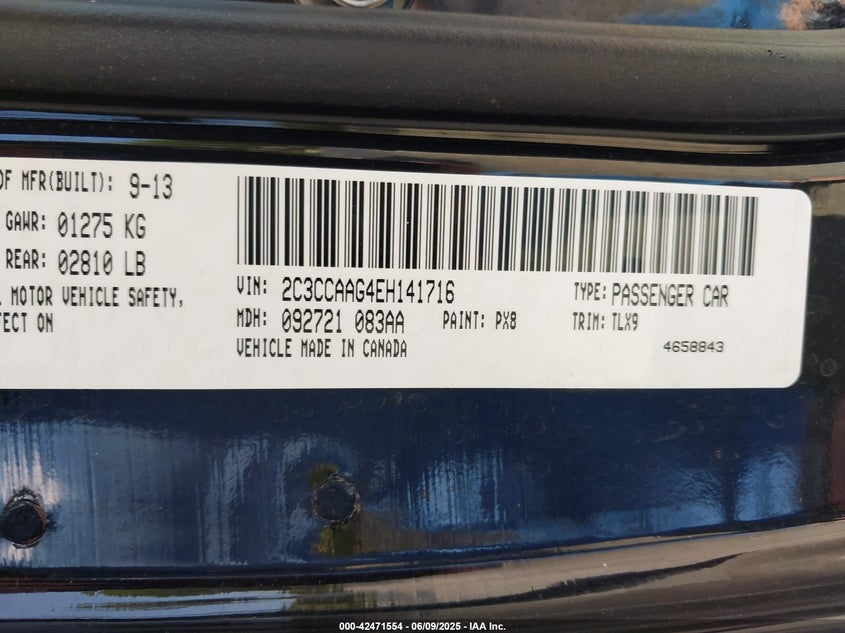 OF MFR(BUILT): 9-13
GAWR: 01275 KG
REAR: 02810 LB
MOTOR VEHICLE SAFETY,
ON
VIN: 2C3CCAAG4EH141716
TYPE: PASSENGER CAR
MDH: 092721 083AA
PAINT: PX8
TRIM: TLX9
VEHICLE MADE IN CANADA
4658843
000-42471554 | 06/09/2025 - IAA Inc.